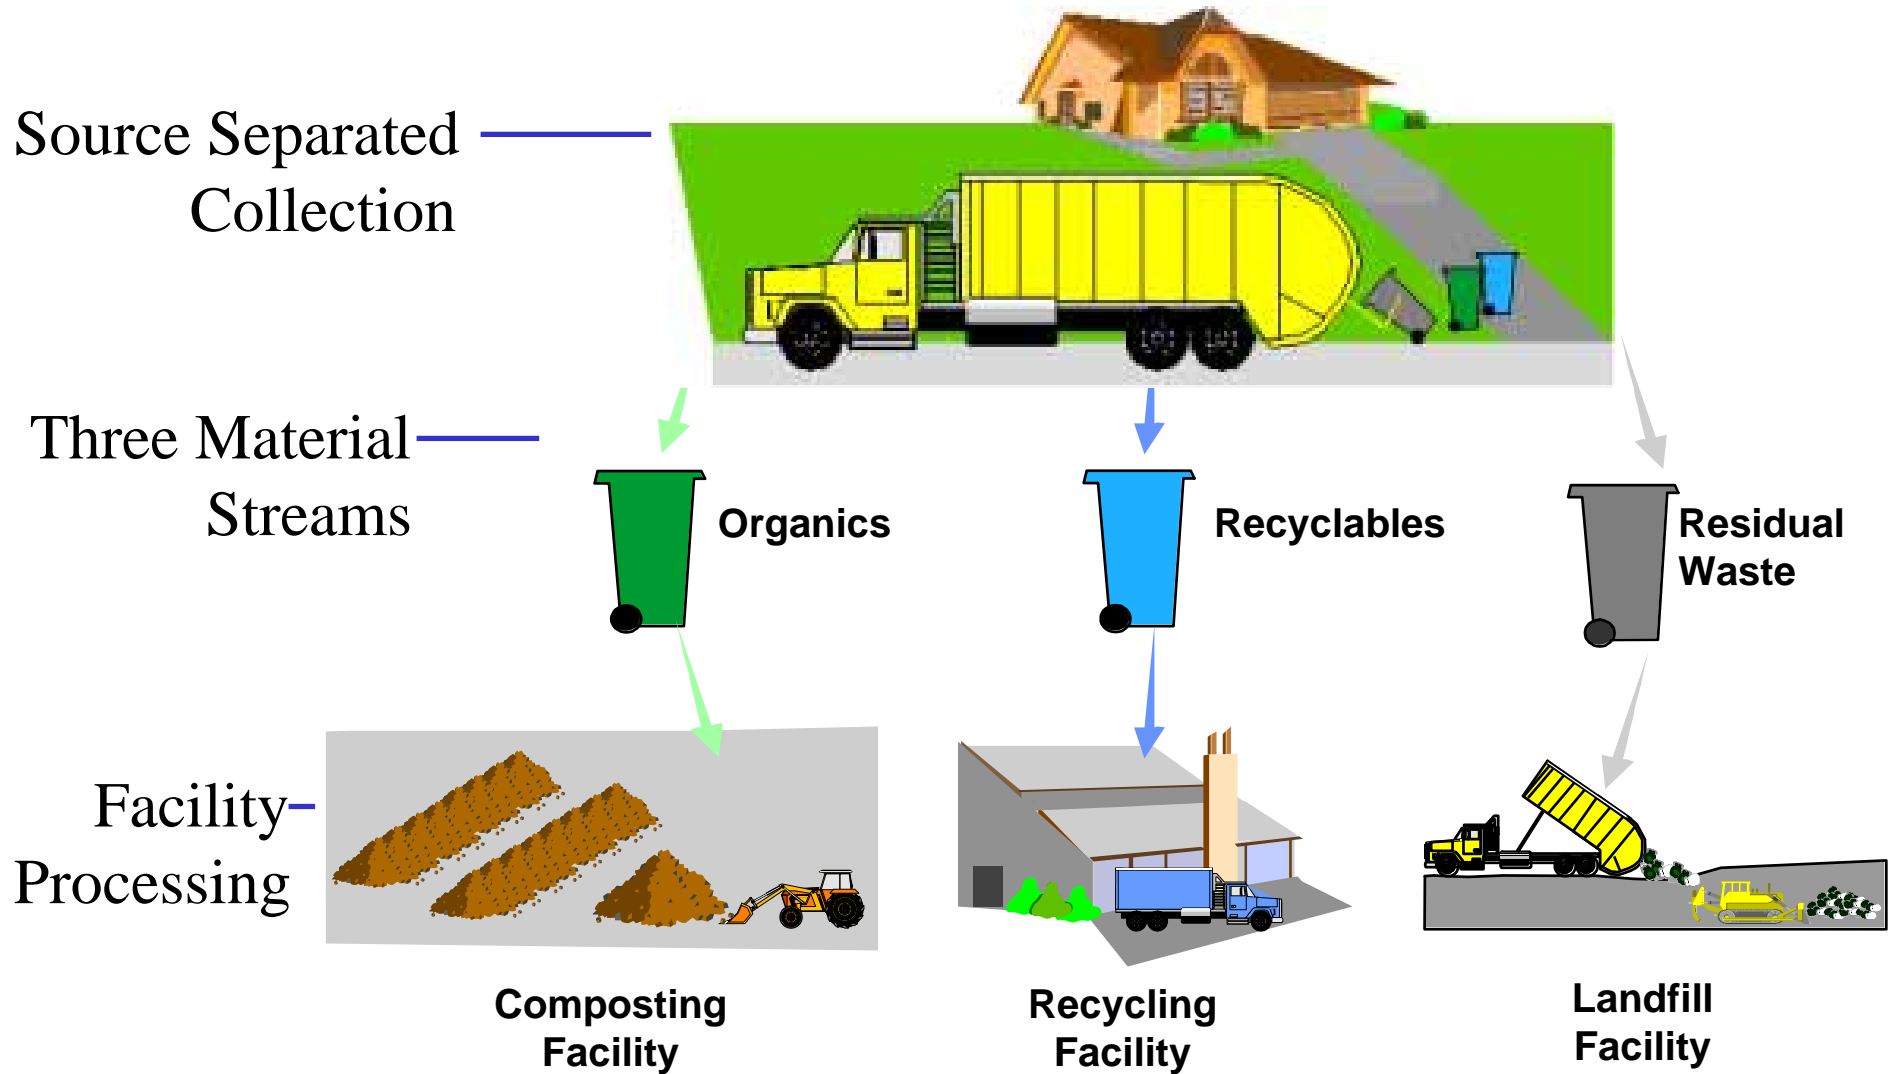 Source Separated
Collection
Three Material
Streams
Organics
Recyclables
Residual
Waste
Facility
Processing
Composting
Facility
Recycling
Facility
Landfill
Facility